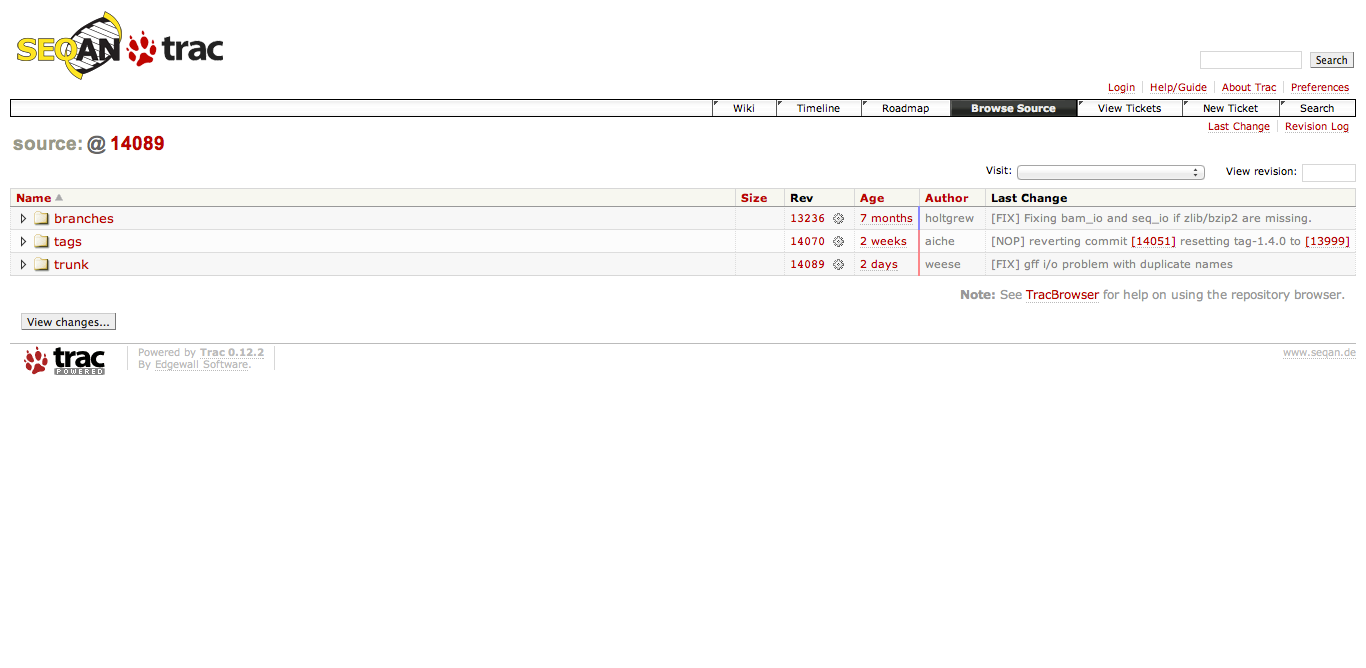 SEQAN trac
Search
Login Help/Guide About Trac Preferences
Wiki Timeline Roadmap Browse Source View Tickets New Ticket Search
Last Change Revision Log
source: @ 14089
Visit: View revision:
Name Size Rev Age Author Last Change
branches 13236 7 months holtgrew [FIX] Fixing bam_io and seq_io if zlib/bzip2 are missing.
tags 14070 2 weeks aiche [NOP] reverting commit [14051] resetting tag-1.4.0 to [13999]
trunk 14089 2 days weese [FIX] gff i/o problem with duplicate names
Note: See TracBrowser for help on using the repository browser.
View changes...
trac POWERED
Powered by Trac 0.12.2
By Edgewall Software.
www.seqan.de